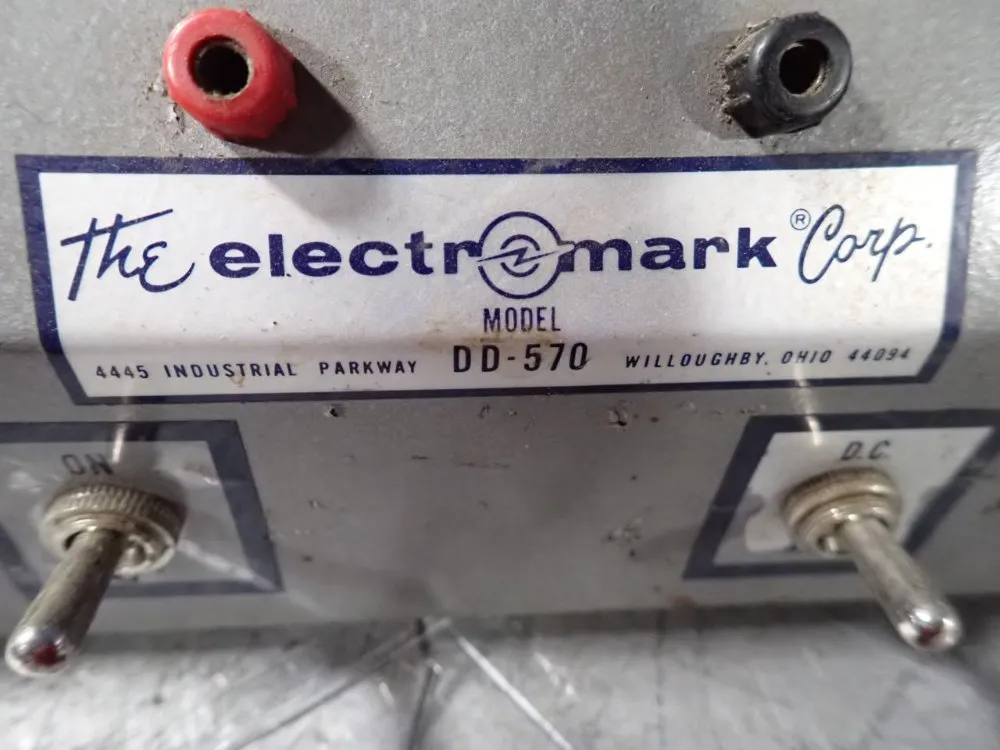 The electromark® Corp.
MODEL
4445 INDUSTRIAL PARKWAY DD-570 WILLOUGHBY, OHIO 44094
ON D.C.